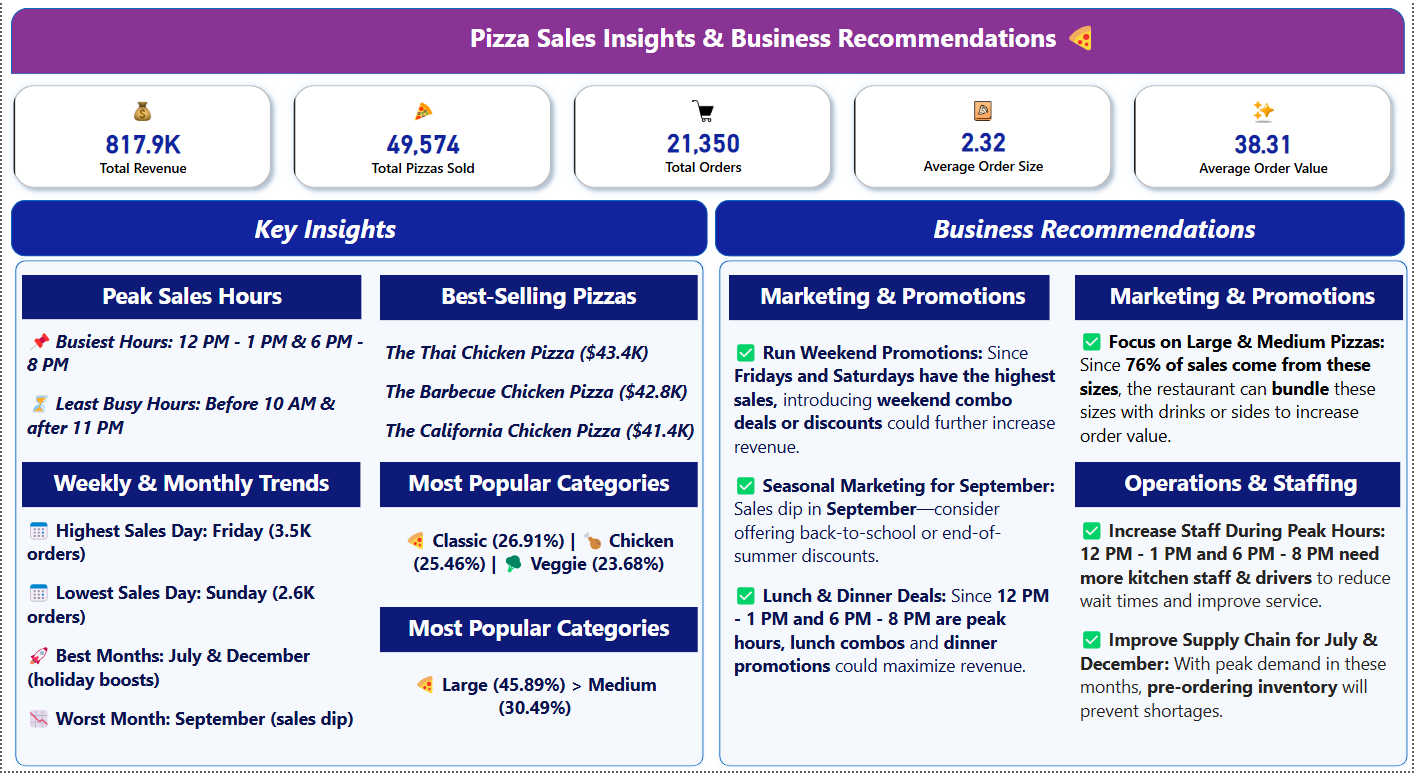 Pizza Sales Insights & Business Recommendations 🍕
817.9K
Total Revenue
49,574
Total Pizzas Sold
21,350
Total Orders
2.32
Average Order Size
38.31
Average Order Value
Key Insights
Peak Sales Hours
📌 Busiest Hours: 12 PM - 1 PM & 6 PM -
8 PM
⏳ Least Busy Hours: Before 10 AM &
after 11 PM
Best-Selling Pizzas
The Thai Chicken Pizza ($43.4K)
The Barbecue Chicken Pizza ($42.8K)
The California Chicken Pizza ($41.4K)
Weekly & Monthly Trends
📅 Highest Sales Day: Friday (3.5K
orders)
📅 Lowest Sales Day: Sunday (2.6K
orders)
🚀 Best Months: July & December
(holiday boosts)
📉 Worst Month: September (sales dip)
Most Popular Categories
🍕 Classic (26.91%) | 🍗 Chicken
(25.46%) | 🥦 Veggie (23.68%)
Most Popular Categories
🍕 Large (45.89%) > Medium
(30.49%)
Business Recommendations
Marketing & Promotions
✅ Run Weekend Promotions: Since
Fridays and Saturdays have the highest
sales, introducing weekend combo
deals or discounts could further increase
revenue.
✅ Seasonal Marketing for September:
Sales dip in September—consider
offering back-to-school or end-of-
summer discounts.
✅ Lunch & Dinner Deals: Since 12 PM
- 1 PM and 6 PM - 8 PM are peak
hours, lunch combos and dinner
promotions could maximize revenue.
Marketing & Promotions
✅ Focus on Large & Medium Pizzas:
Since 76% of sales come from these
sizes, the restaurant can bundle these
sizes with drinks or sides to increase
order value.
Operations & Staffing
✅ Increase Staff During Peak Hours:
12 PM - 1 PM and 6 PM - 8 PM need
more kitchen staff & drivers to reduce
wait times and improve service.
✅ Improve Supply Chain for July &
December: With peak demand in these
months, pre-ordering inventory will
prevent shortages.